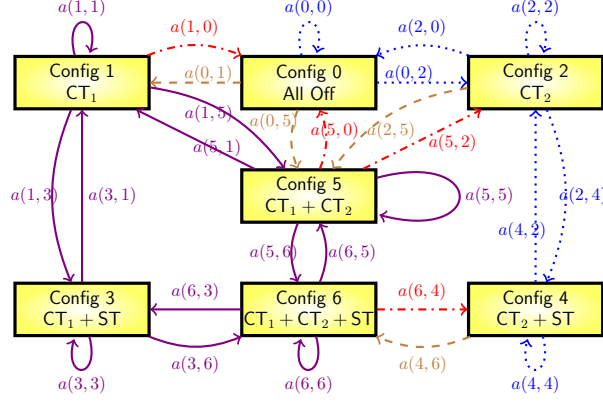 a(1,1)
a(0,0)
a(2,2)
a(1,0)
a(2,0)
Config 1
CT₁
Config 0
All Off
Config 2
CT₂
a(0,1)
a(0,2)
a(1,5)
a(0,5)
a(5,0)
a(2,5)
a(5,1)
a(5,2)
Config 5
CT₁ + CT₂
a(5,5)
a(1,3)
a(3,1)
a(2,4)
a(4,2)
a(5,6)
a(6,5)
Config 3
CT₁ + ST
a(6,3)
Config 6
CT₁ + CT₂ + ST
a(6,4)
Config 4
CT₂ + ST
a(3,6)
a(4,6)
a(3,3)
a(6,6)
a(4,4)